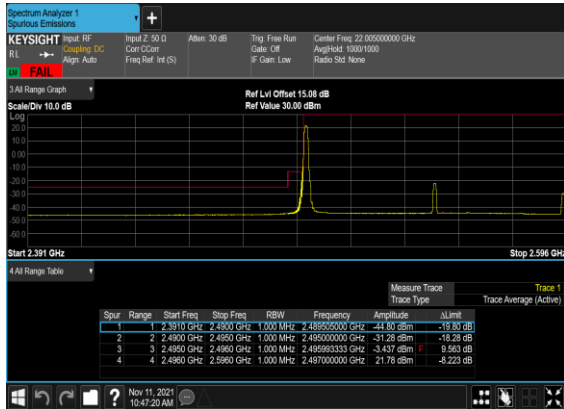 Spectrum Analyzer 1
Spurious Emissions
KEYSIGHT Input: RF Input Z: 50 Ω Atten: 30 dB Trig: Free Run Center Freq: 22.005000000 GHz
RL Coupling: DC Corr CCorr Gate: Off Avg|Hold: 1000/1000
Align: Auto Freq Ref: Int (S) IF Gain: Low Radio Std: None
LV FAIL
3 All Range Graph
Ref Lvl Offset 15.08 dB
Scale/Div 10.0 dB Ref Value 30.00 dBm
Log
20.0
10.0
0.00
-10.0
-20.0
-30.0
-40.0
-50.0
-60.0
Start 2.391 GHz Stop 2.596 GHz
4 All Range Table
Measure Trace Trace 1
Trace Type Trace Average (Active)
Spur Range Start Freq Stop Freq RBW Frequency Amplitude ΔLimit
1 1 2.3910 GHz 2.4900 GHz 1.000 MHz 2.489505000 GHz -44.80 dBm -19.80 dB
2 2 2.4900 GHz 2.4950 GHz 1.000 MHz 2.495000000 GHz -31.28 dBm -18.28 dB
3 3 2.4950 GHz 2.4960 GHz 1.000 MHz 2.495993333 GHz -3.437 dBm F 9.563 dB
4 4 2.4960 GHz 2.5960 GHz 1.000 MHz 2.497000000 GHz 21.78 dBm -8.223 dB
Nov 11, 2021
10:47:20 AM